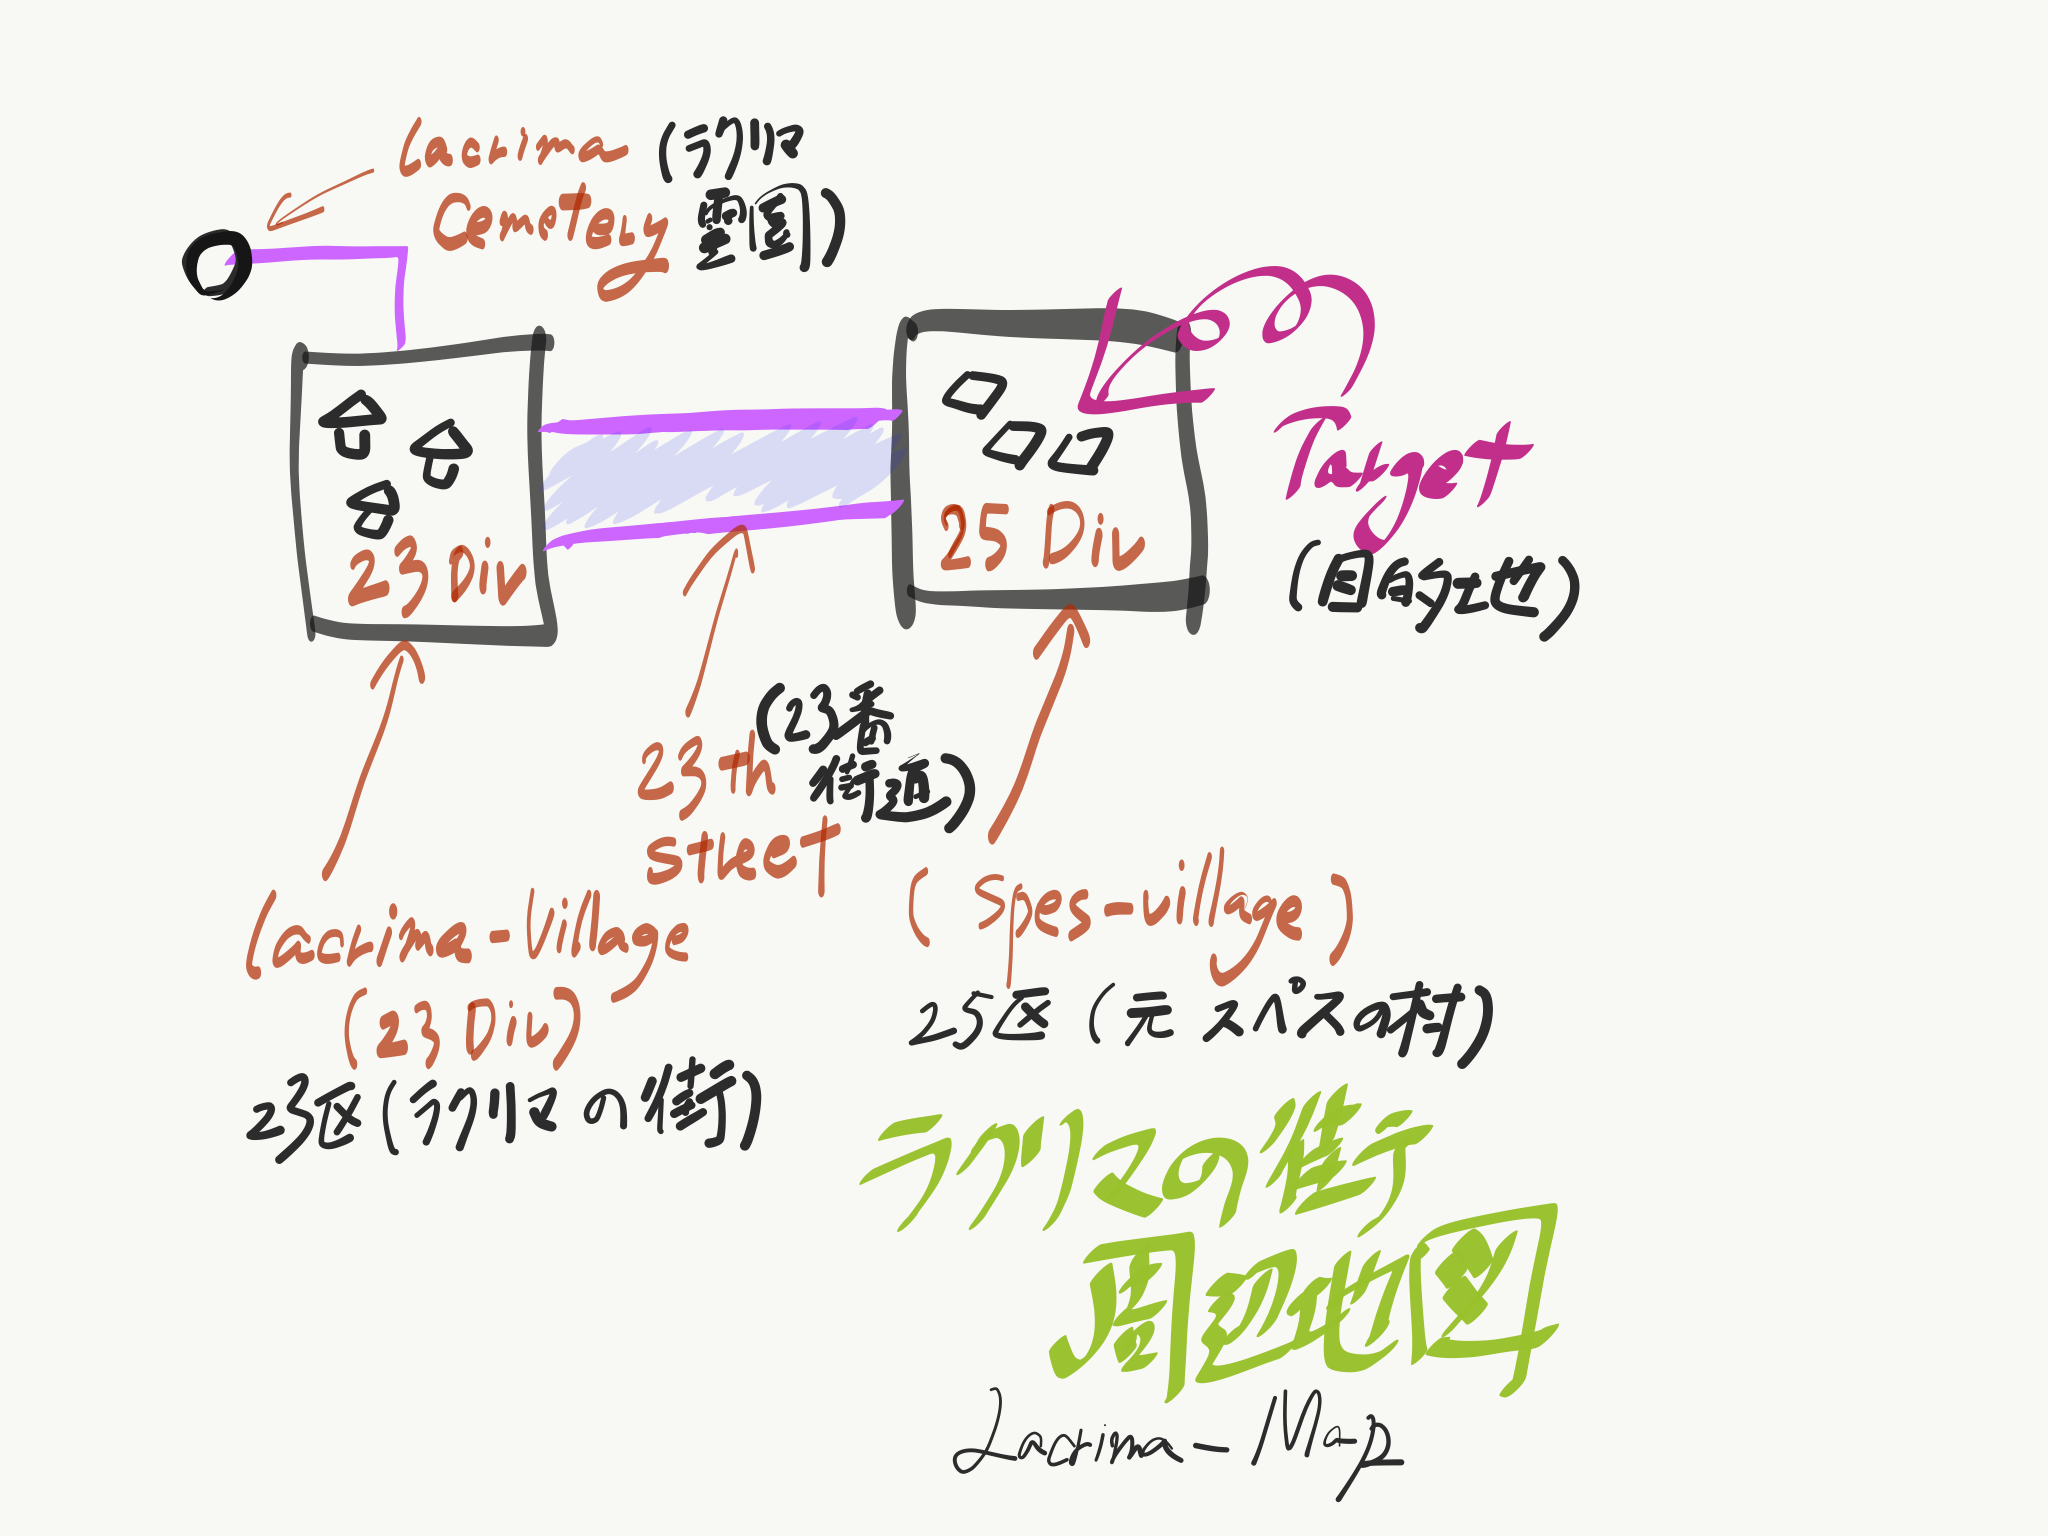 Lacrima (ラクリマ
Cemetery 霊園)
23 Div
25 Div
Target
(目的地)
(23番
街道)
23th
street
Lacrima-Village
(23 Div)
23区(ラクリマの街)
(Spes-village)
25区(元スペスの村)
ラクリマの街
周辺地図
Lacrima-Map